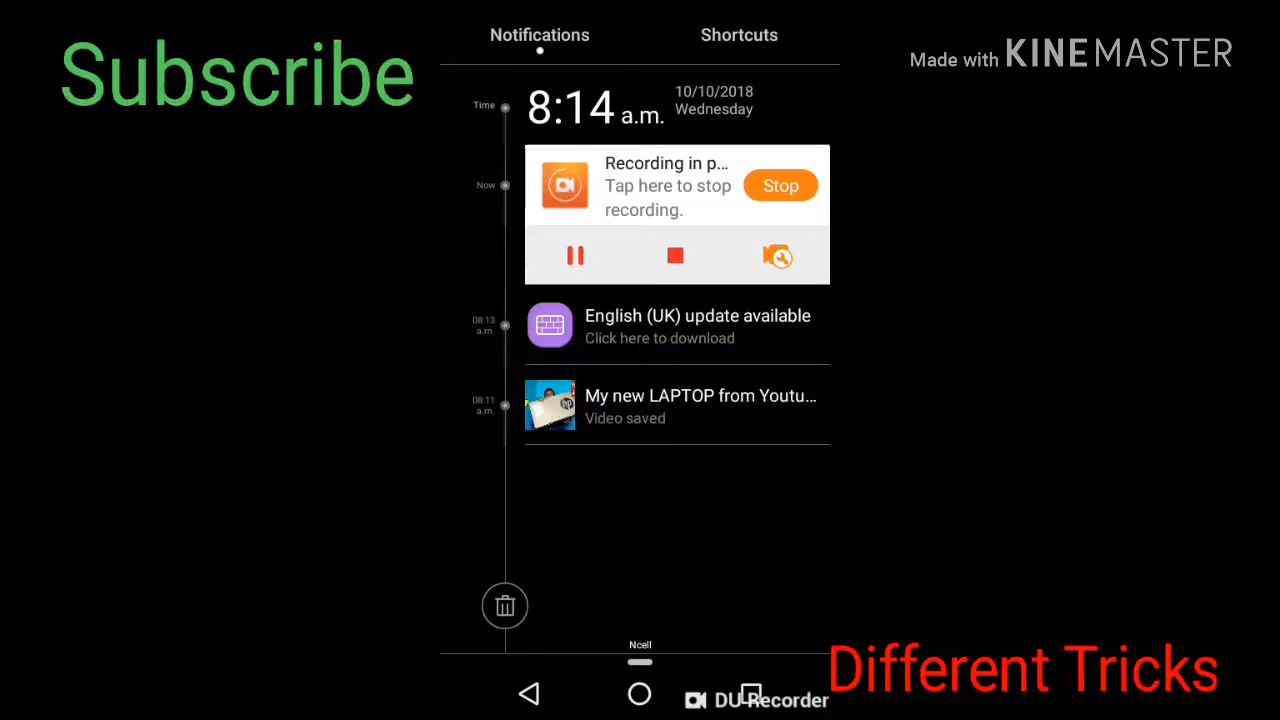 Subscribe
Notifications
Shortcuts
Made with KINEMASTER
Time
8:14 a.m.
10/10/2018
Wednesday
Now
Recording in p...
Tap here to stop
recording.
Stop
08:13
a.m
English (UK) update available
Click here to download
08:11
a.m.
My new LAPTOP from Youtu...
Video saved
hp
Ncell
Different Tricks
DU Recorder